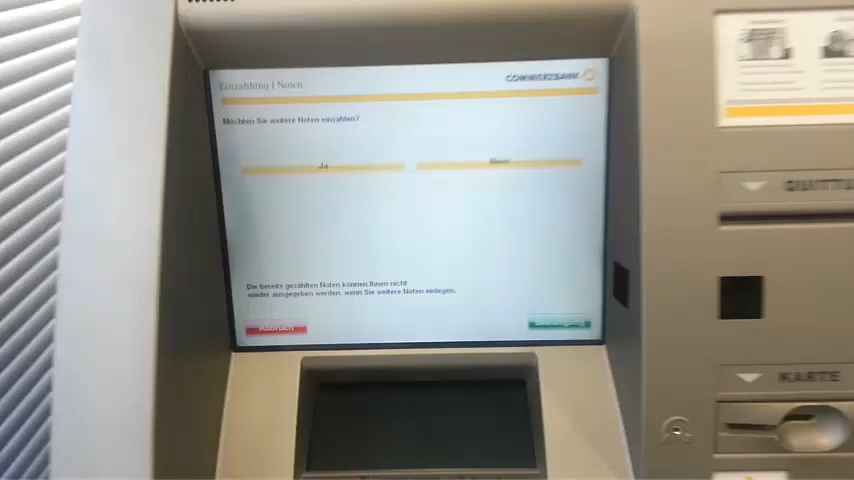 Einzahlung | Noten
COMMERZBANK
Möchten Sie weitere Noten einzahlen?
Ja
Nein
Die bereits gezählten Noten können Ihnen nicht
wieder ausgegeben werden, wenn Sie weitere Noten einlegen.
Abbruch
QUITTU
KARTE